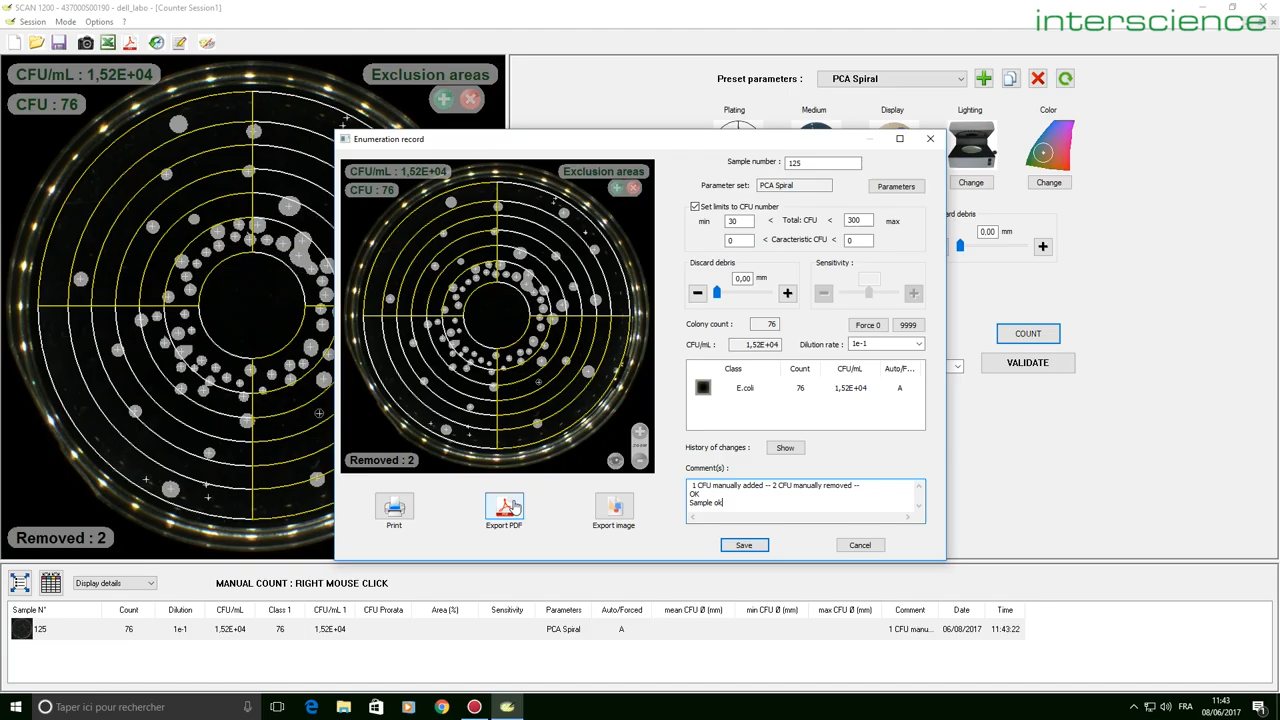 SCAN 1200 - 437000S00190 - dell_labo - [Counter Session1]
Session Mode Options ?
interscience
CFU/mL : 1,52E+04
CFU : 76
Exclusion areas
Removed : 2
Preset parameters :
PCA Spiral
Plating
Medium
Display
Lighting
Color
Change
Change
ard debris
0,00 mm
COUNT
VALIDATE
Enumeration record
CFU/mL : 1,52E+04
CFU : 76
Exclusion areas
zoom
Removed : 2
Print
Export PDF
Export image
Sample number :
125
Parameter set:
PCA Spiral
Parameters
Set limits to CFU number
min 30 < Total: CFU < 300 max
0 < Caracteristic CFU < 0
Discard debris
0,00 mm
Sensitivity :
Colony count : 76
Force 0
9999
CFU/mL: 1,52E+04
Dilution rate : 1e-1
Class Count CFU/mL Auto/F...
E.coli 76 1,52E+04 A
History of changes :
Show
Comment(s) :
1 CFU manually added -- 2 CFU manually removed --
OK
Sample ok
Save
Cancel
Display details
MANUAL COUNT : RIGHT MOUSE CLICK
Sample N° Count Dilution CFU/mL Class 1 CFU/mL 1 CFU Prorata Area (%) Sensitivity Parameters Auto/Forced mean CFU Ø (mm) min CFU Ø (mm) max CFU Ø (mm) Comment Date Time
125 76 1e-1 1,52E+04 76 1,52E+04 PCA Spiral A 1 CFU manu... 06/08/2017 11:43:22
Taper ici pour rechercher
FRA
11:43
08/06/2017
1